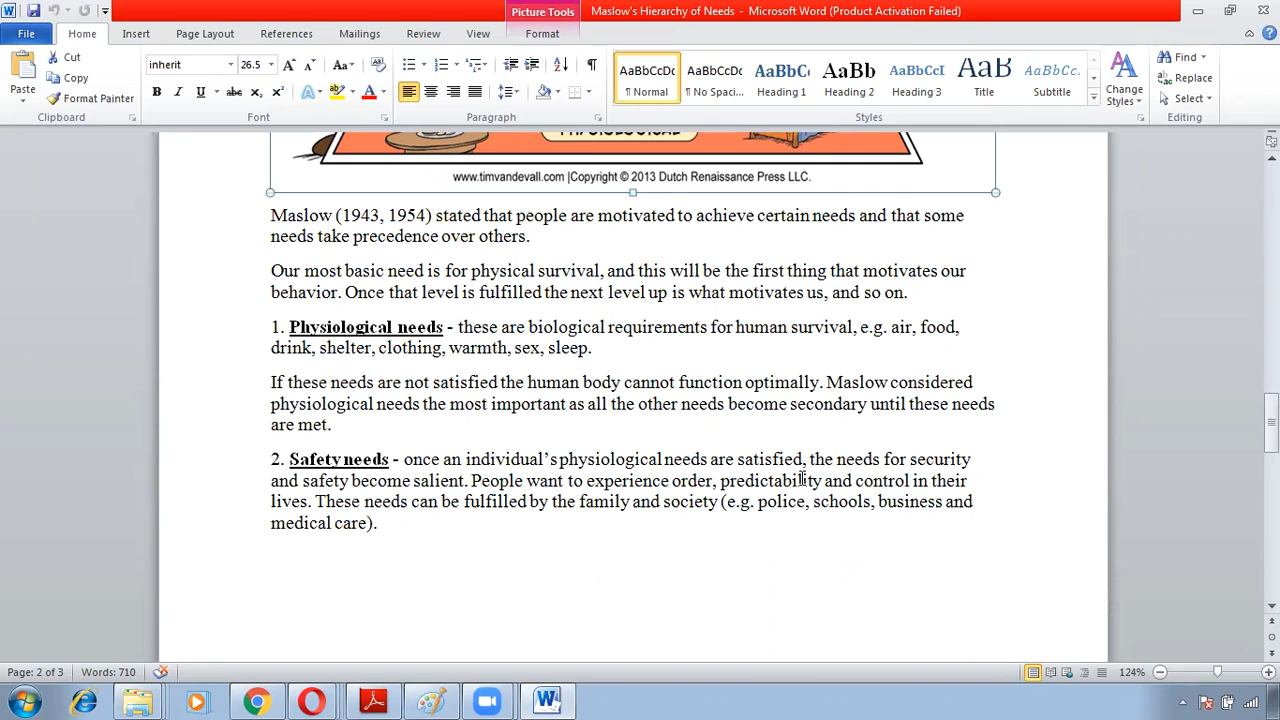 Picture Tools
Maslow's Hierarchy of Needs - Microsoft Word (Product Activation Failed)
File Home Insert Page Layout References Mailings Review View Format
Paste
Cut
Copy
Format Painter
Clipboard
inherit 26.5
Font
Paragraph
AaBbCcDc AaBbCcDc AaBbCc AaBb AaBbCcI AaB AaBbCcL
¶ Normal ¶ No Spaci... Heading 1 Heading 2 Heading 3 Title Subtitle
Change Styles
Styles
Find
Replace
Select
Editing
PHYSIOLOGICAL
www.timvandevall.com |Copyright © 2013 Dutch Renaissance Press LLC.
Maslow (1943, 1954) stated that people are motivated to achieve certain needs and that some
needs take precedence over others.
Our most basic need is for physical survival, and this will be the first thing that motivates our
behavior. Once that level is fulfilled the next level up is what motivates us, and so on.
1. Physiological needs - these are biological requirements for human survival, e.g. air, food,
drink, shelter, clothing, warmth, sex, sleep.
If these needs are not satisfied the human body cannot function optimally. Maslow considered
physiological needs the most important as all the other needs become secondary until these needs
are met.
2. Safety needs - once an individual’s physiological needs are satisfied, the needs for security
and safety become salient. People want to experience order, predictability and control in their
lives. These needs can be fulfilled by the family and society (e.g. police, schools, business and
medical care).
Page: 2 of 3 Words: 710 124%